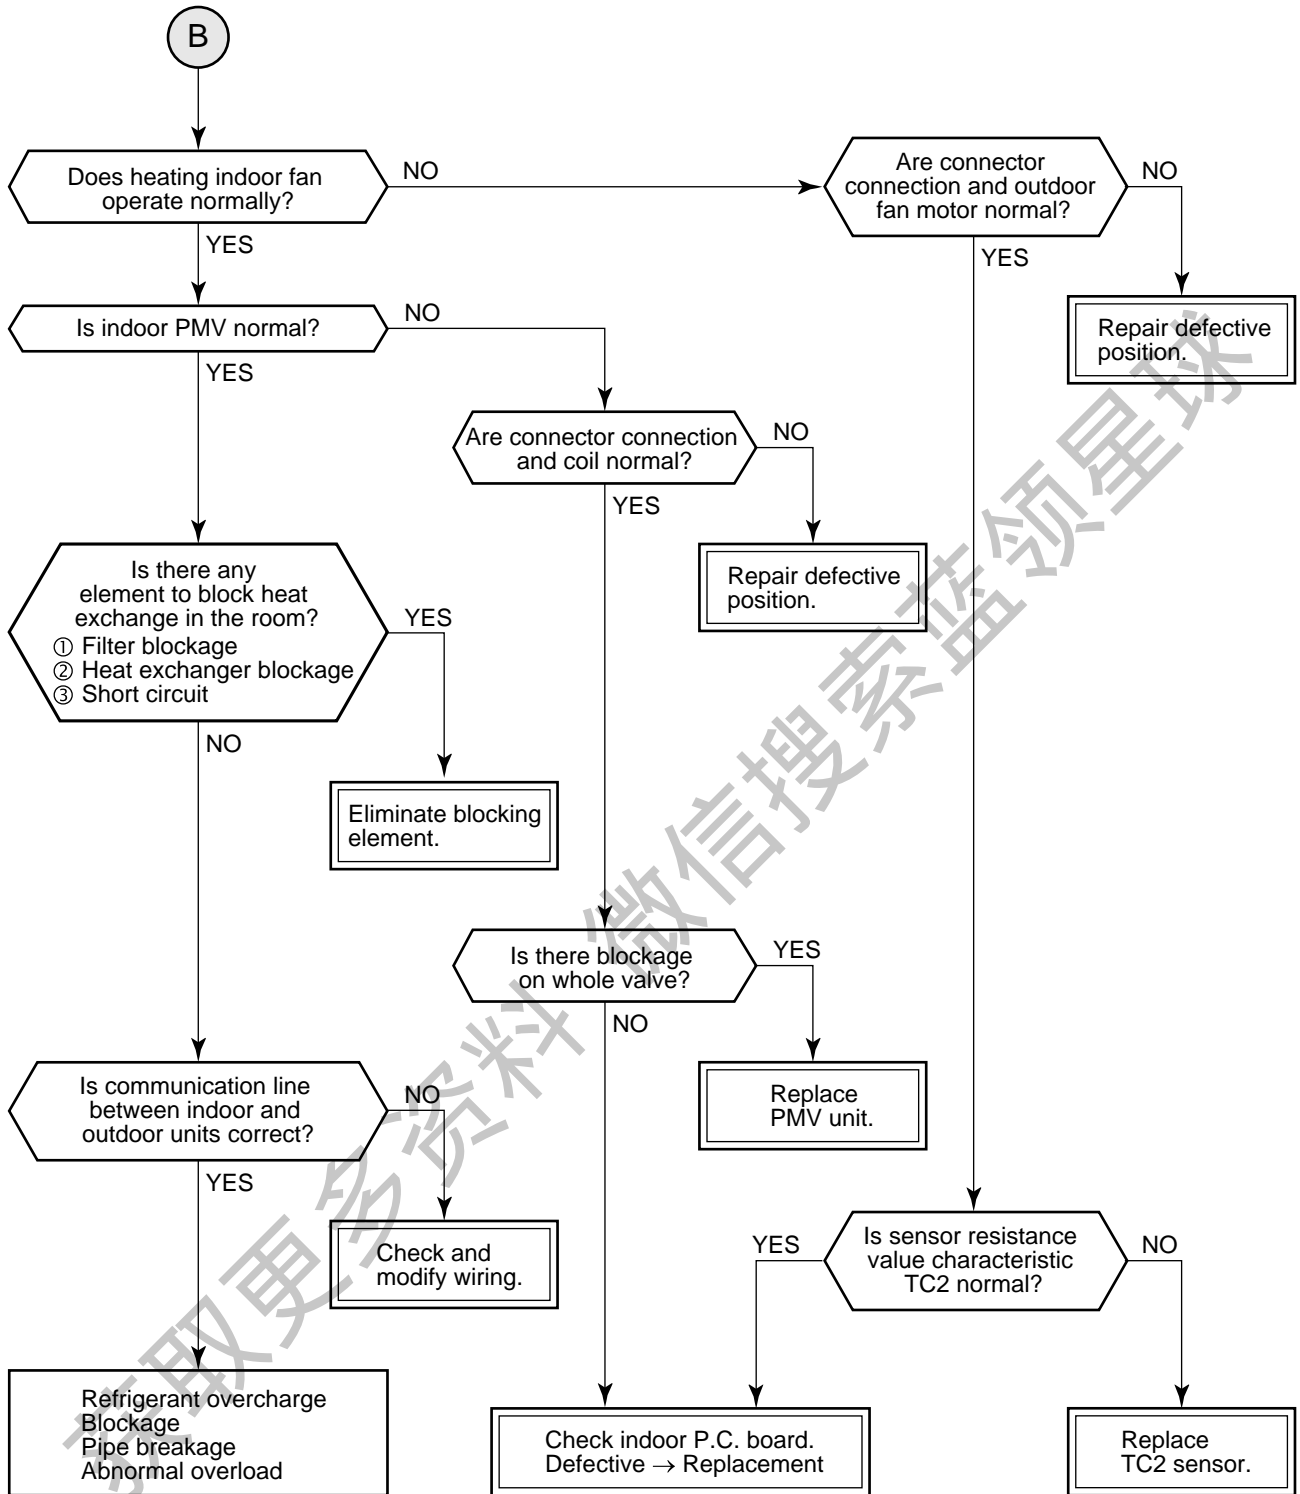 B
Does heating indoor fan
operate normally?
NO
YES
Are connector
connection and outdoor
fan motor normal?
NO
YES
Repair defective
position.
Is indoor PMV normal?
NO
YES
Are connector connection
and coil normal?
NO
YES
Repair defective
position.
Is there any
element to block heat
exchange in the room?
① Filter blockage
② Heat exchanger blockage
③ Short circuit
YES
NO
Eliminate blocking
element.
Is there blockage
on whole valve?
YES
NO
Replace
PMV unit.
Is communication line
between indoor and
outdoor units correct?
NO
YES
Check and
modify wiring.
Is sensor resistance
value characteristic
TC2 normal?
YES
NO
Refrigerant overcharge
Blockage
Pipe breakage
Abnormal overload
Check indoor P.C. board.
Defective → Replacement
Replace
TC2 sensor.
获取更多资料 微信搜索蓝领星球